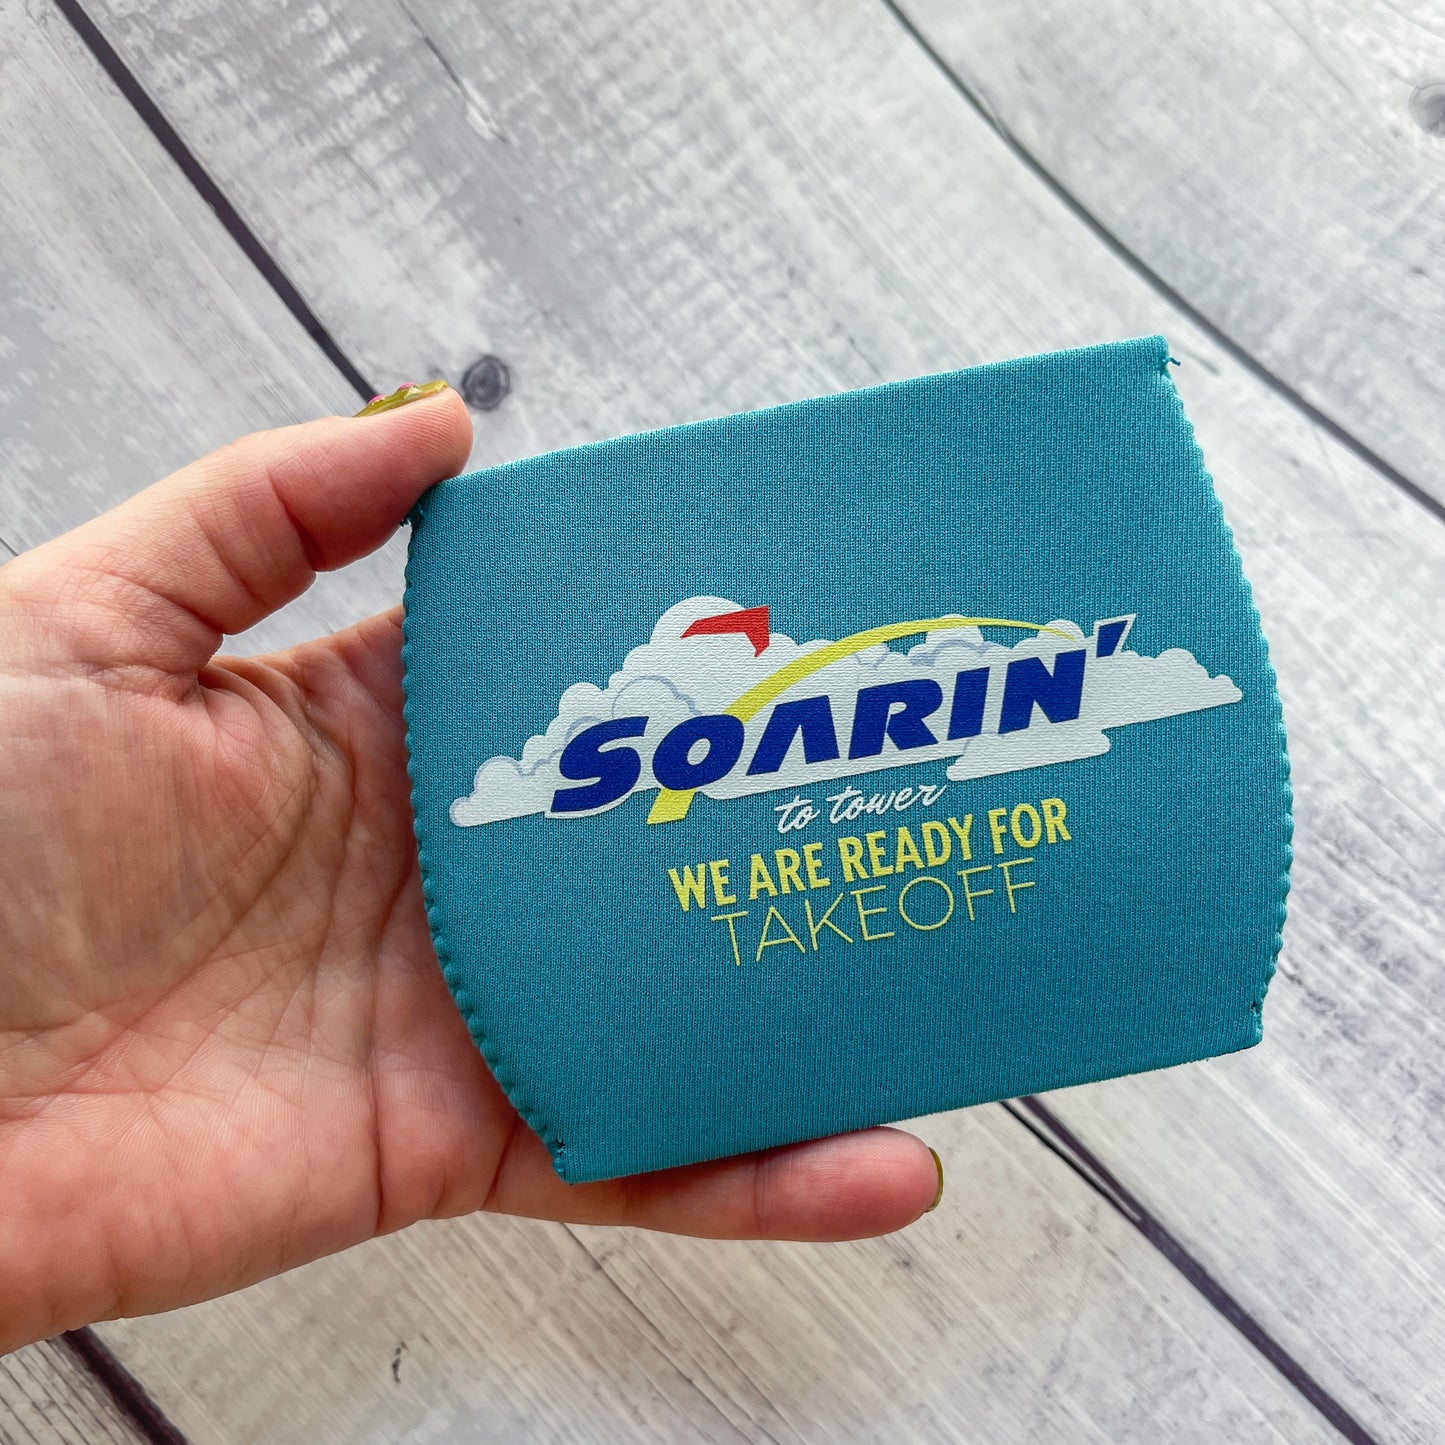 SOARIN'
to tower
WE ARE READY FOR
TAKEOFF